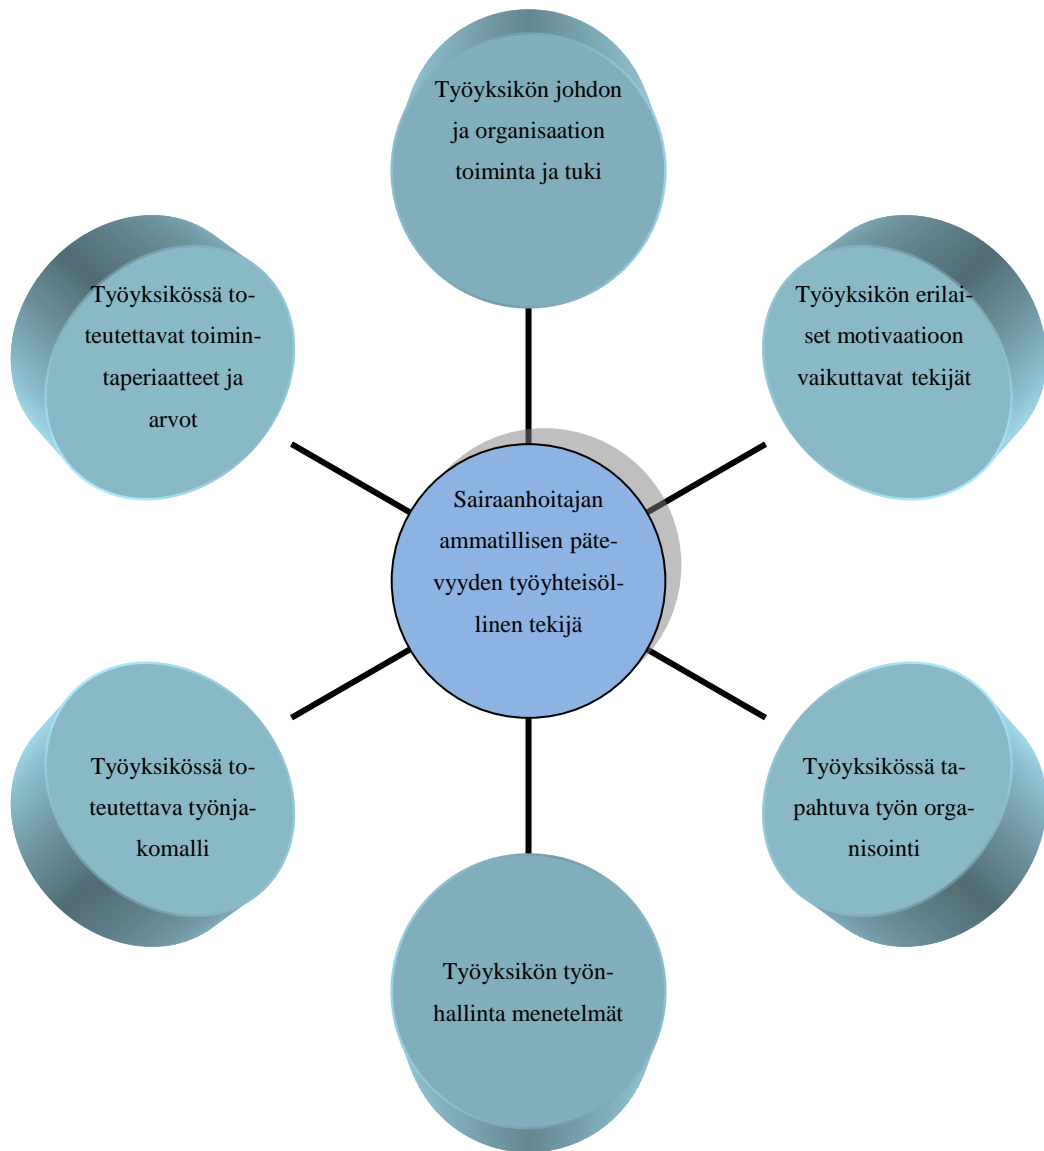 Työyksikön johdon
ja organisaation
toiminta ja tuki
Työyksikössä to-
teutettavat toimin-
taperiaatteet ja
arvot
Työyksikön erilai-
set motivaatioon
vaikuttavat tekijät
Sairaanhoitajan
ammatillisen päte-
vyyden työyhteisöl-
linen tekijä
Työyksikössä to-
teutettava työnja-
komalli
Työyksikössä ta-
pahtuva työn orga-
nisointi
Työyksikön työn-
hallinta menetelmät